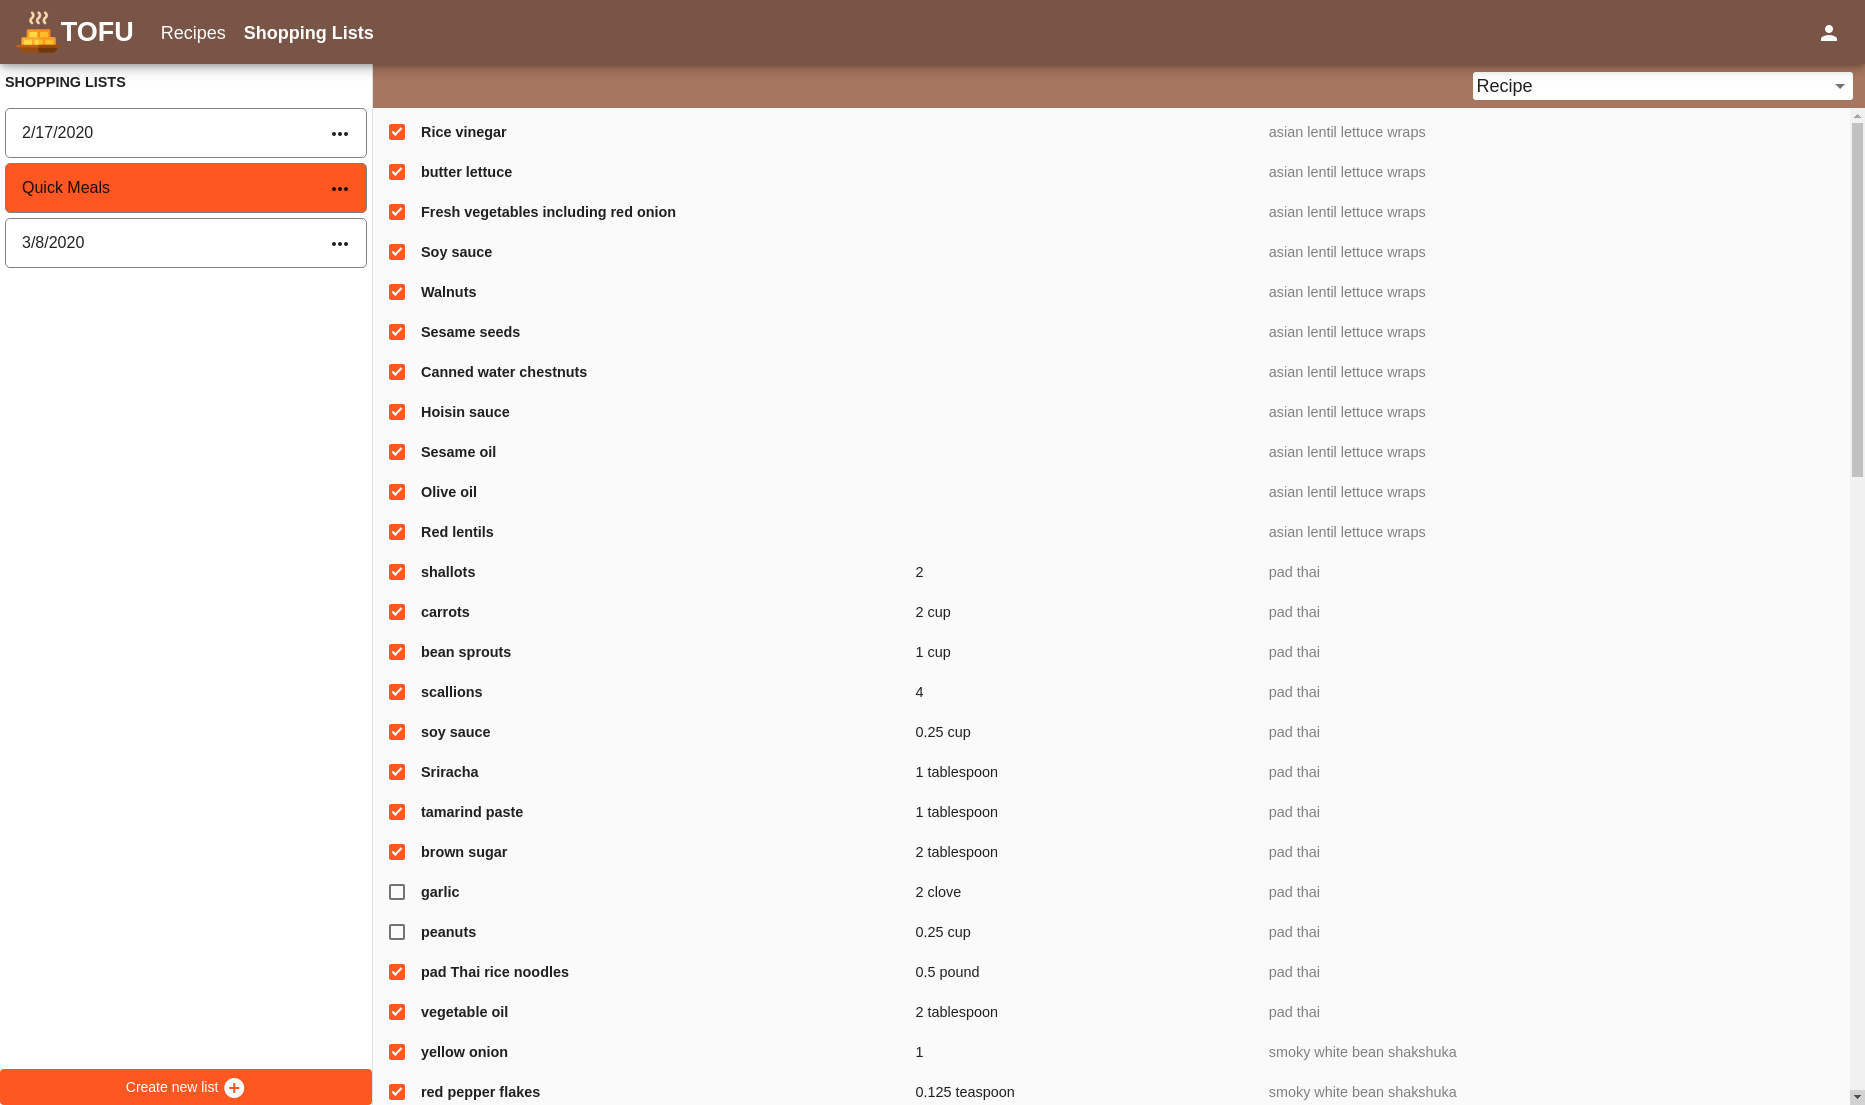 TOFU Recipes Shopping Lists
SHOPPING LISTS
Recipe
2/17/2020
Quick Meals
3/8/2020
Create new list
Rice vinegar asian lentil lettuce wraps
butter lettuce asian lentil lettuce wraps
Fresh vegetables including red onion asian lentil lettuce wraps
Soy sauce asian lentil lettuce wraps
Walnuts asian lentil lettuce wraps
Sesame seeds asian lentil lettuce wraps
Canned water chestnuts asian lentil lettuce wraps
Hoisin sauce asian lentil lettuce wraps
Sesame oil asian lentil lettuce wraps
Olive oil asian lentil lettuce wraps
Red lentils asian lentil lettuce wraps
shallots 2 pad thai
carrots 2 cup pad thai
bean sprouts 1 cup pad thai
scallions 4 pad thai
soy sauce 0.25 cup pad thai
Sriracha 1 tablespoon pad thai
tamarind paste 1 tablespoon pad thai
brown sugar 2 tablespoon pad thai
garlic 2 clove pad thai
peanuts 0.25 cup pad thai
pad Thai rice noodles 0.5 pound pad thai
vegetable oil 2 tablespoon pad thai
yellow onion 1 smoky white bean shakshuka
red pepper flakes 0.125 teaspoon smoky white bean shakshuka